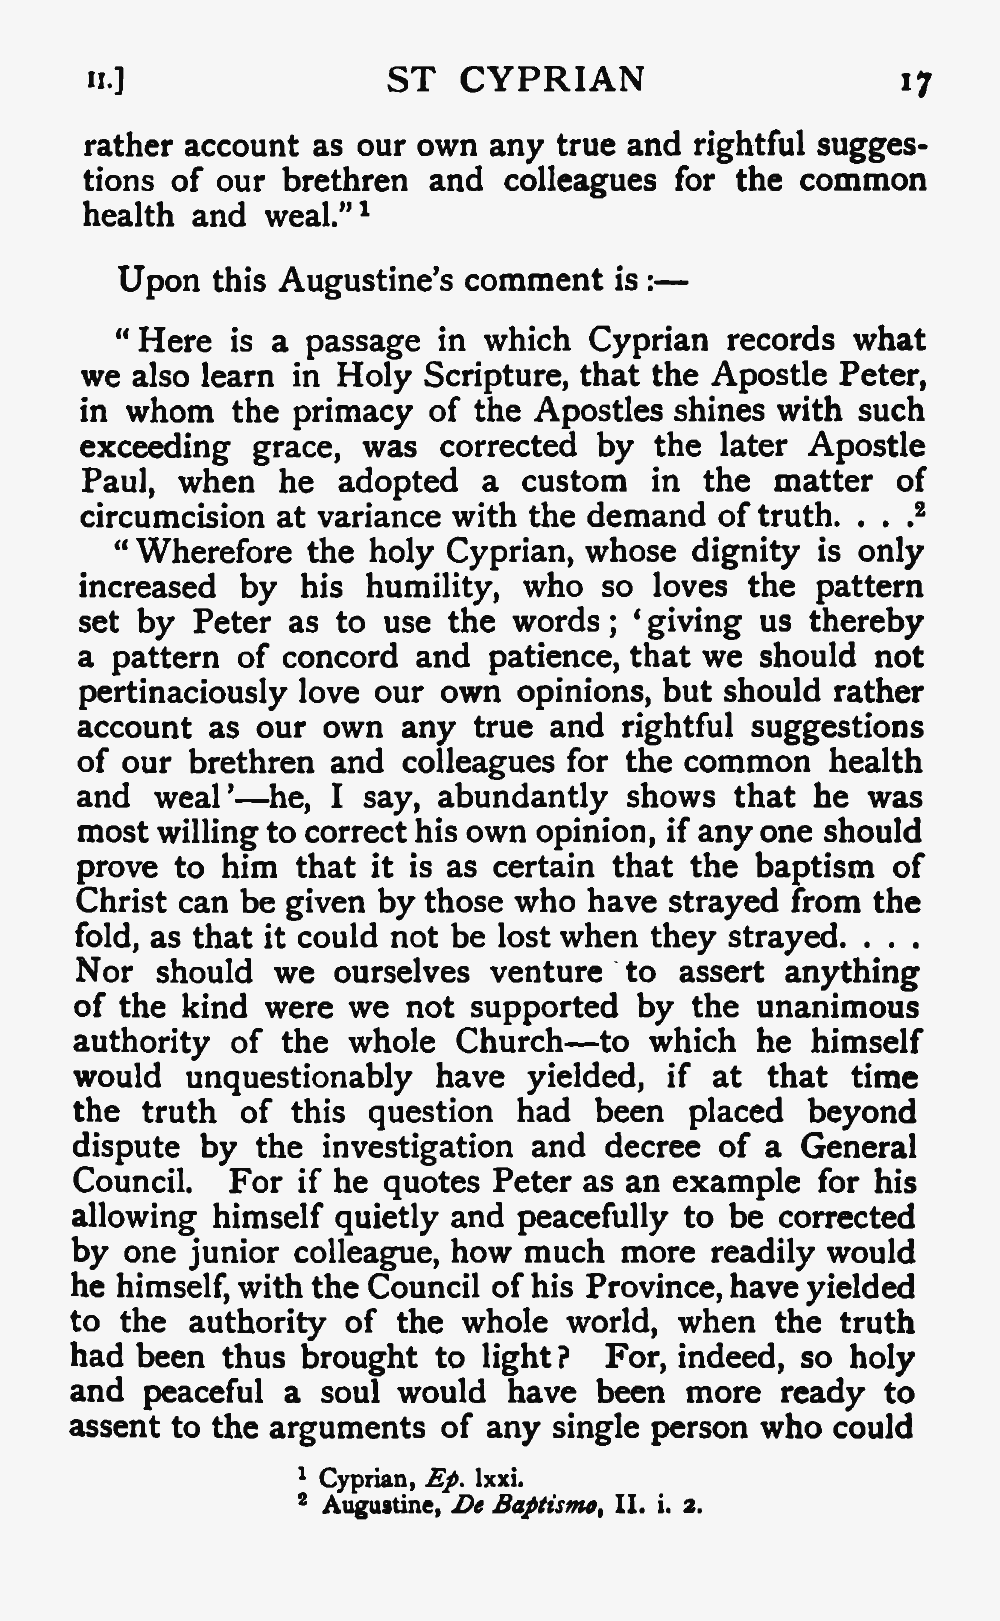 II.] ST CYPRIAN 17
rather account as our own any true and rightful sugges-
tions of our brethren and colleagues for the common
health and weal.” ¹
Upon this Augustine’s comment is :—
“ Here is a passage in which Cyprian records what
we also learn in Holy Scripture, that the Apostle Peter,
in whom the primacy of the Apostles shines with such
exceeding grace, was corrected by the later Apostle
Paul, when he adopted a custom in the matter of
circumcision at variance with the demand of truth. . . .²
“ Wherefore the holy Cyprian, whose dignity is only
increased by his humility, who so loves the pattern
set by Peter as to use the words ; ‘ giving us thereby
a pattern of concord and patience, that we should not
pertinaciously love our own opinions, but should rather
account as our own any true and rightful suggestions
of our brethren and colleagues for the common health
and weal ’—he, I say, abundantly shows that he was
most willing to correct his own opinion, if any one should
prove to him that it is as certain that the baptism of
Christ can be given by those who have strayed from the
fold, as that it could not be lost when they strayed. . . .
Nor should we ourselves venture to assert anything
of the kind were we not supported by the unanimous
authority of the whole Church—to which he himself
would unquestionably have yielded, if at that time
the truth of this question had been placed beyond
dispute by the investigation and decree of a General
Council. For if he quotes Peter as an example for his
allowing himself quietly and peacefully to be corrected
by one junior colleague, how much more readily would
he himself, with the Council of his Province, have yielded
to the authority of the whole world, when the truth
had been thus brought to light ? For, indeed, so holy
and peaceful a soul would have been more ready to
assent to the arguments of any single person who could
¹ Cyprian, Ep. lxxi.
² Augustine, De Baptismo, II. i. 2.